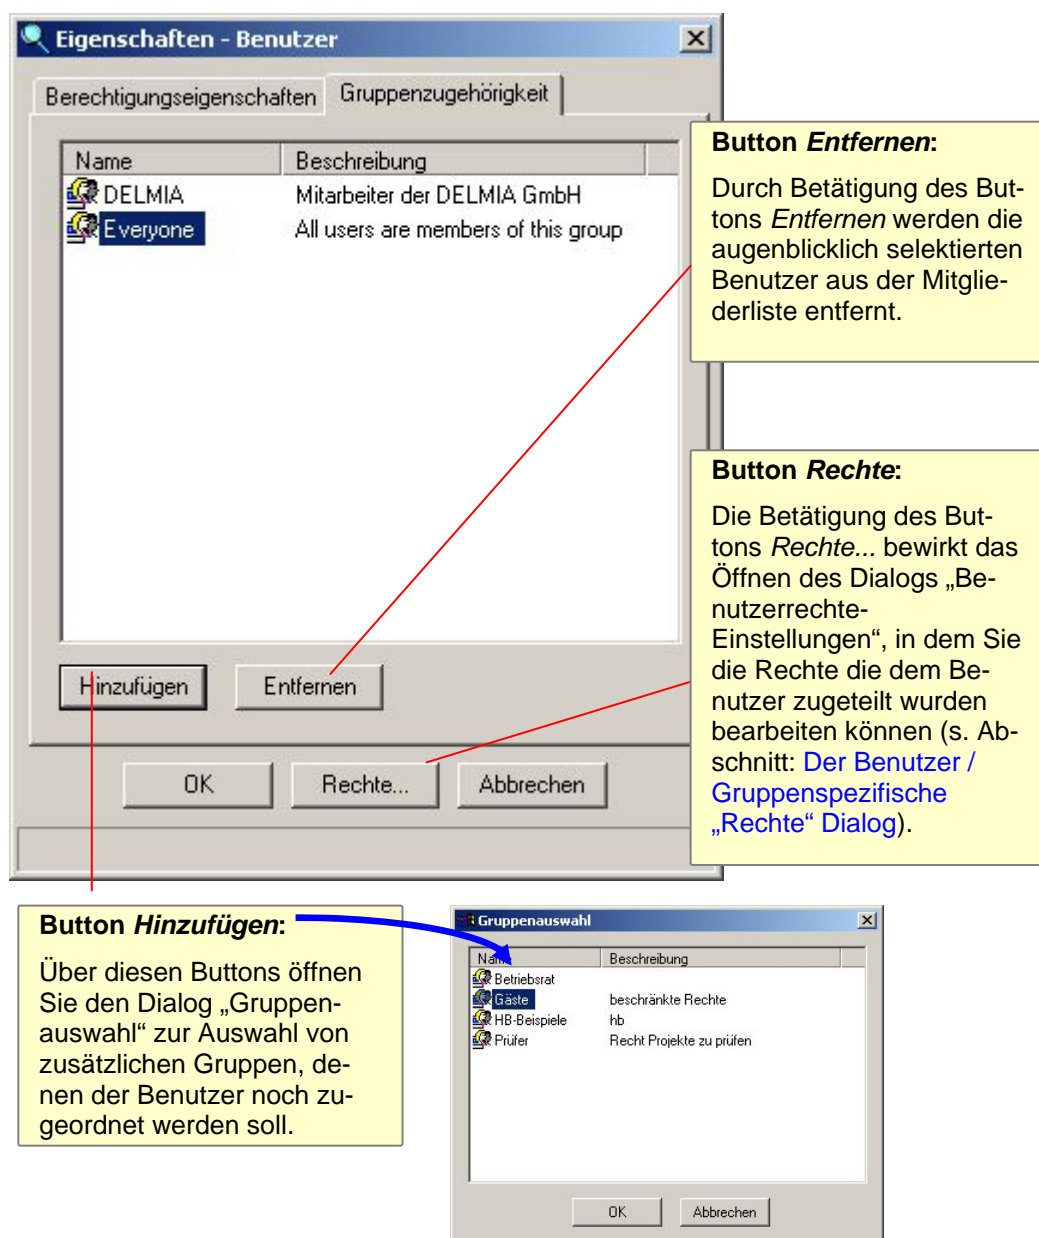 Eigenschaften - Benutzer
Berechtigungseigenschaften Gruppenzugehörigkeit
Name Beschreibung
DELMIA Mitarbeiter der DELMIA GmbH
Everyone All users are members of this group
Hinzufügen Entfernen
OK Rechte... Abbrechen
Button Entfernen:
Durch Betätigung des But-
tons Entfernen werden die
augenblicklich selektierten
Benutzer aus der Mitglie-
derliste entfernt.
Button Rechte:
Die Betätigung des But-
tons Rechte... bewirkt das
Öffnen des Dialogs „Be-
nutzerrechte-
Einstellungen“, in dem Sie
die Rechte die dem Be-
nutzer zugeteilt wurden
bearbeiten können (s. Ab-
schnitt: Der Benutzer /
Gruppenspezifische
„Rechte“ Dialog).
Button Hinzufügen:
Über diesen Buttons öffnen
Sie den Dialog „Gruppen-
auswahl“ zur Auswahl von
zusätzlichen Gruppen, de-
nen der Benutzer noch zu-
geordnet werden soll.
Gruppenauswahl
Name Beschreibung
Betriebsrat
Gäste beschränkte Rechte
HB-Beispiele hb
Prüfer Recht Projekte zu prüfen
OK Abbrechen